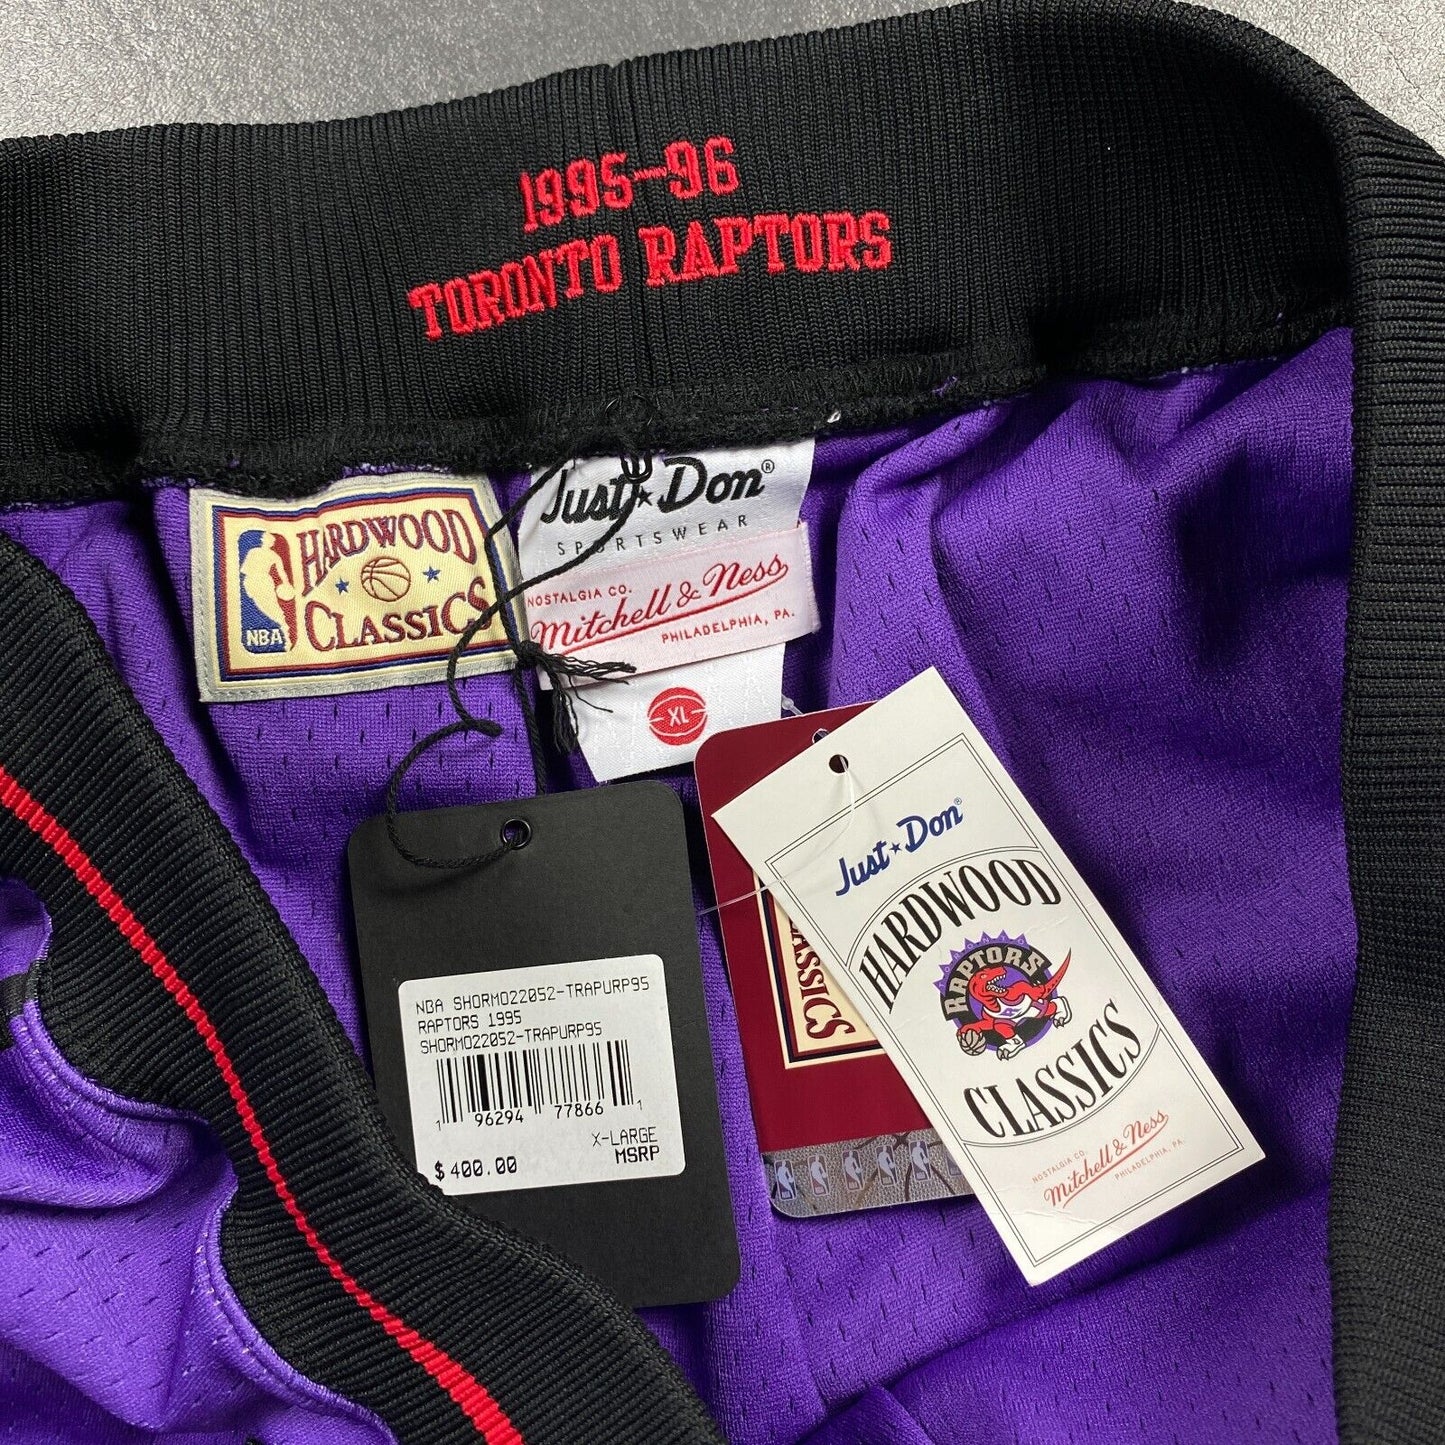 1995-96
TORONTO RAPTORS
HARDWOOD
CLASSICS
NBA
Just Don®
SPORTSWEAR
NOSTALGIA CO.
Mitchell & Ness
PHILADELPHIA, PA.
XL
NBA SHORMO22052-TRAPURP95
RAPTORS 1995
SHORMO22052-TRAPURP95
1 96294 77866 1
X-LARGE
$400.00 MSRP
Just Don®
HARDWOOD
RAPTORS
CLASSICS
NOSTALGIA CO.
Mitchell & Ness
PHILADELPHIA, PA.